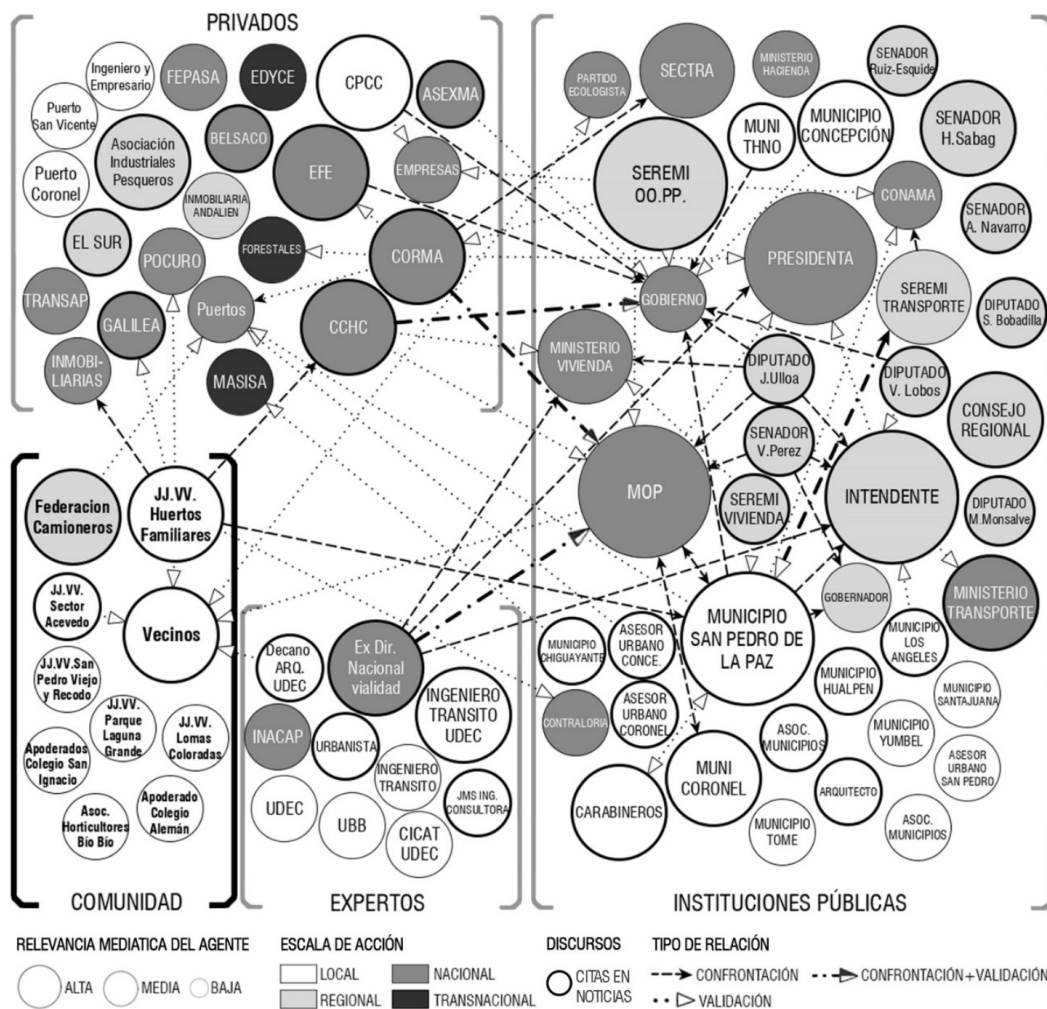 PRIVADOS
Ingeniero y
Empresario
FEPASA
EDYCE
CPCC
ASEXMA
Puerto
San Vicente
Asociación
Industriales
Pesqueros
BELSACO
EFE
EMPRESAS
Puerto
Coronel
INMOBILIARIA
ANDALIEN
EL SUR
POCURO
FORESTALES
CORMA
TRANSAP
GALILEA
Puertos
CCHC
INMOBI-
LIARIAS
MASISA
PARTIDO
ECOLOGISTA
SECTRA
MINISTERIO
HACIENDA
SENADOR
Ruiz-Esquide
SEREMI
OO.PP.
MUNI
THNO
MUNICIPIO
CONCEPCIÓN
SENADOR
H.Sabag
CONAMA
SENADOR
A. Navarro
PRESIDENTA
GOBIERNO
SEREMI
TRANSPORTE
DIPUTADO
S. Bobadilla
MINISTERIO
VIVIENDA
DIPUTADO
J.Ulloa
DIPUTADO
V. Lobos
CONSEJO
REGIONAL
SENADOR
V.Perez
MOP
SEREMI
VIVIENDA
INTENDENTE
DIPUTADO
M.Monsalve
MUNICIPIO
SAN PEDRO DE
LA PAZ
GOBERNADOR
MINISTERIO
TRANSPORTE
MUNICIPIO
CHIGUAYANTE
ASESOR
URBANO
CONCE.
MUNICIPIO
LOS
ANGELES
MUNICIPIO
HUALPEN
MUNICIPIO
SANTAJUANA
CONTRALORIA
ASESOR
URBANO
CORONEL
ASOC.
MUNICIPIOS
MUNICIPIO
YUMBEL
ASESOR
URBANO
SAN PEDRO
CARABINEROS
MUNI
CORONEL
ARQUITECTO
MUNICIPIO
TOME
ASOC.
MUNICIPIOS
INSTITUCIONES PÚBLICAS
Federacion
Camioneros
JJ.VV.
Huertos
Familiares
JJ.VV.
Sector
Acevedo
Vecinos
JJ.VV.San
Pedro Viejo
y Recodo
JJ.VV.
Parque
Laguna
Grande
JJ.VV.
Lomas
Coloradas
Apoderados
Colegio San
Ignacio
Asoc.
Horticultores
Bío Bío
Apoderado
Colegio
Alemán
COMUNIDAD
Decano
ARQ.
UDEC
Ex Dir.
Nacional
vialidad
INGENIERO
TRANSITO
UDEC
INACAP
URBANISTA
INGENIERO
TRANSITO
JMS ING.
CONSULTORA
UDEC
UBB
CICAT
UDEC
EXPERTOS
RELEVANCIA MEDIATICA DEL AGENTE
ALTA
MEDIA
BAJA
ESCALA DE ACCIÓN
LOCAL
NACIONAL
REGIONAL
TRANSNACIONAL
DISCURSOS
CITAS EN
NOTICIAS
TIPO DE RELACIÓN
CONFRONTACIÓN
CONFRONTACIÓN+VALIDACIÓN
VALIDACIÓN